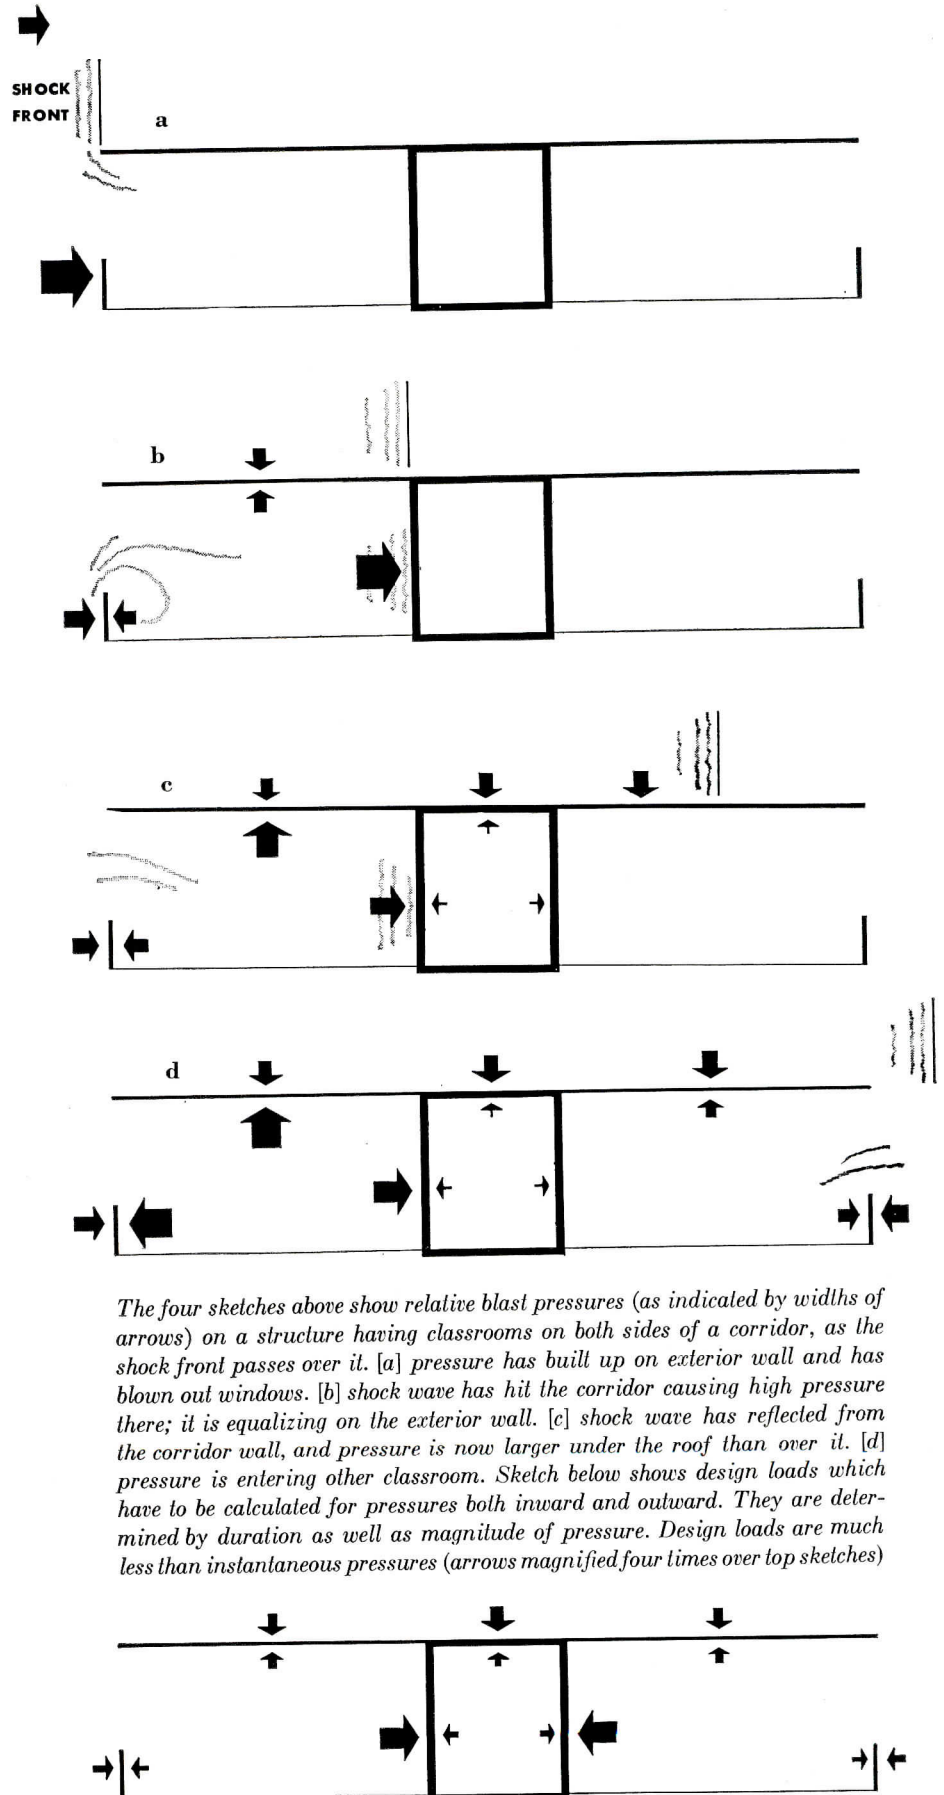 SHOCK
FRONT
a
b
c
d
The four sketches above show relative blast pressures (as indicated by widths of
arrows) on a structure having classrooms on both sides of a corridor, as the
shock front passes over it. [a] pressure has built up on exterior wall and has
blown out windows. [b] shock wave has hit the corridor causing high pressure
there; it is equalizing on the exterior wall. [c] shock wave has reflected from
the corridor wall, and pressure is now larger under the roof than over it. [d]
pressure is entering other classroom. Sketch below shows design loads which
have to be calculated for pressures both inward and outward. They are deter-
mined by duration as well as magnitude of pressure. Design loads are much
less than instantaneous pressures (arrows magnified four times over top sketches)